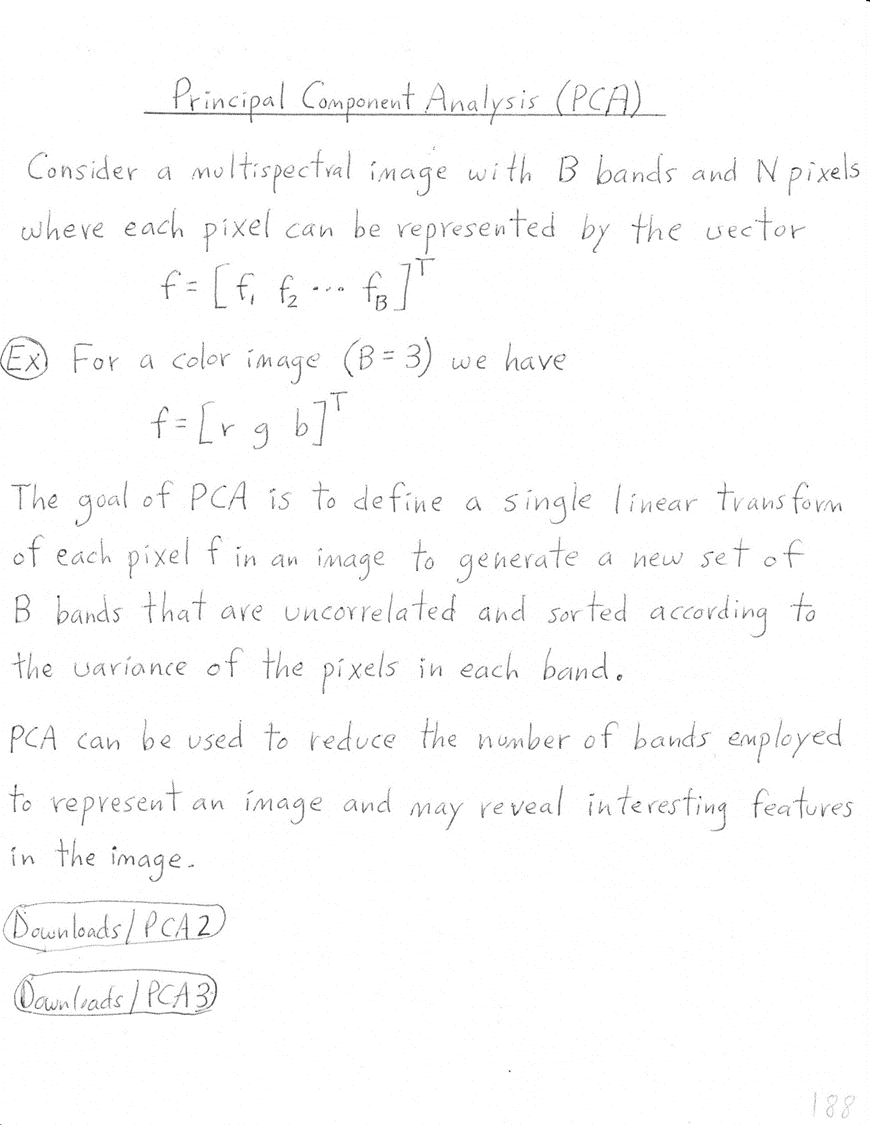 Principal Component Analysis (PCA)
Consider a multispectral image with B bands and N pixels
where each pixel can be represented by the vector
f = [f₁ f₂ ... f_B]ᵀ
Ex For a color image (B = 3) we have
f = [r g b]ᵀ
The goal of PCA is to define a single linear transform
of each pixel f in an image to generate a new set of
B bands that are uncorrelated and sorted according to
the variance of the pixels in each band.
PCA can be used to reduce the number of bands employed
to represent an image and may reveal interesting features
in the image.
Downloads/PCA2
Downloads/PCA3
188